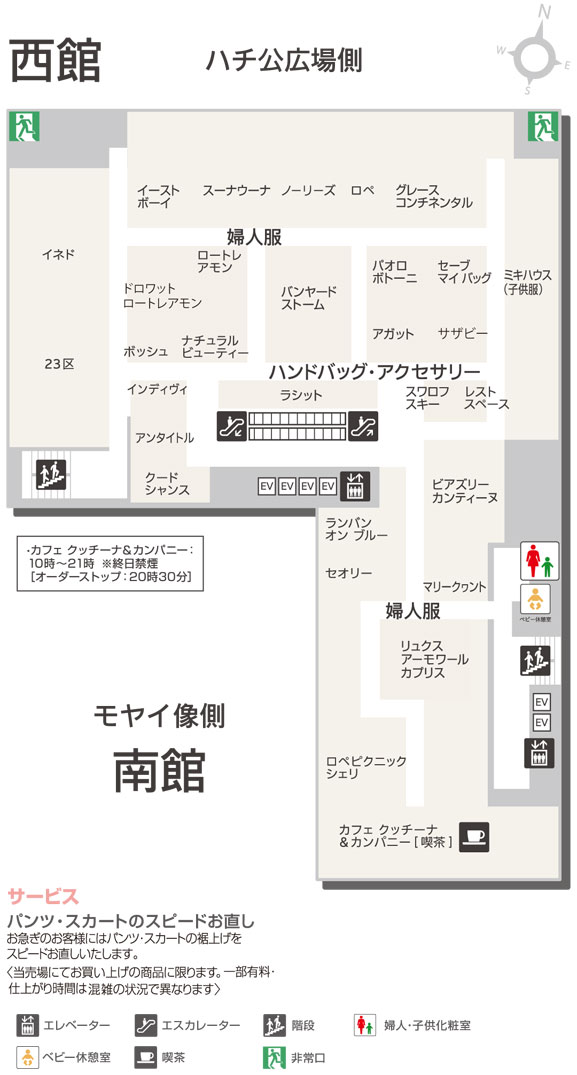 N
W
E
S
西館
ハチ公広場側
イースト
ボーイ
スーナウーナ
ノーリーズ
ロペ
グレース
コンチネンタル
婦人服
イネド
ロートレ
アモン
ドロワット
ロートレアモン
バンヤード
ストーム
パオロ
ボトーニ
セーブ
マイ バッグ
ミキハウス
(子供服)
23区
ボッシュ
ナチュラル
ビューティー
アガット
サザビー
ハンドバッグ・アクセサリー
インディヴィ
ラシット
スワロフ
スキー
レスト
スペース
アンタイトル
クード
シャンス
EV EV EV EV
ビアズリー
カンティーヌ
ランバン
オン ブルー
・カフェ クッチーナ&カンパニー:
10時〜21時 ※終日禁煙
[オーダーストップ:20時30分]
セオリー
マリークヮント
ベビー休憩室
婦人服
リュクス
アーモワール
カプリス
EV
EV
モヤイ像側
南館
ロペピクニック
シェリ
カフェ クッチーナ
&カンパニー[喫茶]
サービス
パンツ・スカートのスピードお直し
お急ぎのお客様にはパンツ・スカートの裾上げを
スピードお直しいたします。
〈当売場にてお買い上げの商品に限ります。一部有料・
仕上がり時間は混雑の状況で異なります〉
エレベーター
エスカレーター
階段
婦人・子供化粧室
ベビー休憩室
喫茶
非常口